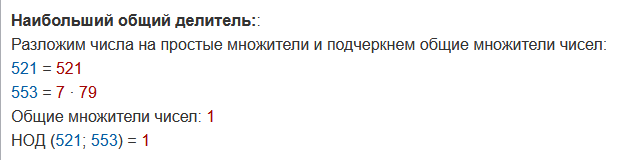 Наибольший общий делитель::
Разложим числа на простые множители и подчеркнем общие множители чисел:
521 = 521
553 = 7 · 79
Общие множители чисел: 1
НОД (521; 553) = 1